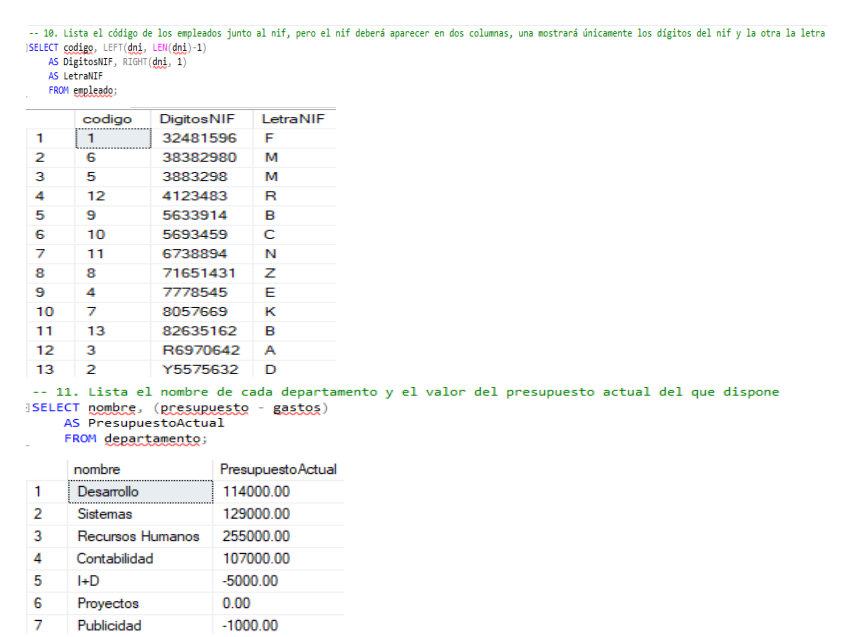 -- 10. Lista el código de los empleados junto al nif, pero el nif deberá aparecer en dos columnas, una mostrará únicamente los dígitos del nif y la otra la letra
SELECT codigo, LEFT(dni, LEN(dni)-1)
AS DigitosNIF, RIGHT(dni, 1)
AS LetraNIF
FROM empleado;
codigo DigitosNIF LetraNIF
1 1 32481596 F
2 6 38382980 M
3 5 3883298 M
4 12 4123483 R
5 9 5633914 B
6 10 5693459 C
7 11 6738894 N
8 8 71651431 Z
9 4 7778545 E
10 7 8057669 K
11 13 82635162 B
12 3 R6970642 A
13 2 Y5575632 D
-- 11. Lista el nombre de cada departamento y el valor del presupuesto actual del que dispone
SELECT nombre, (presupuesto - gastos)
AS PresupuestoActual
FROM departamento;
nombre PresupuestoActual
1 Desarrollo 114000.00
2 Sistemas 129000.00
3 Recursos Humanos 255000.00
4 Contabilidad 107000.00
5 I+D -5000.00
6 Proyectos 0.00
7 Publicidad -1000.00